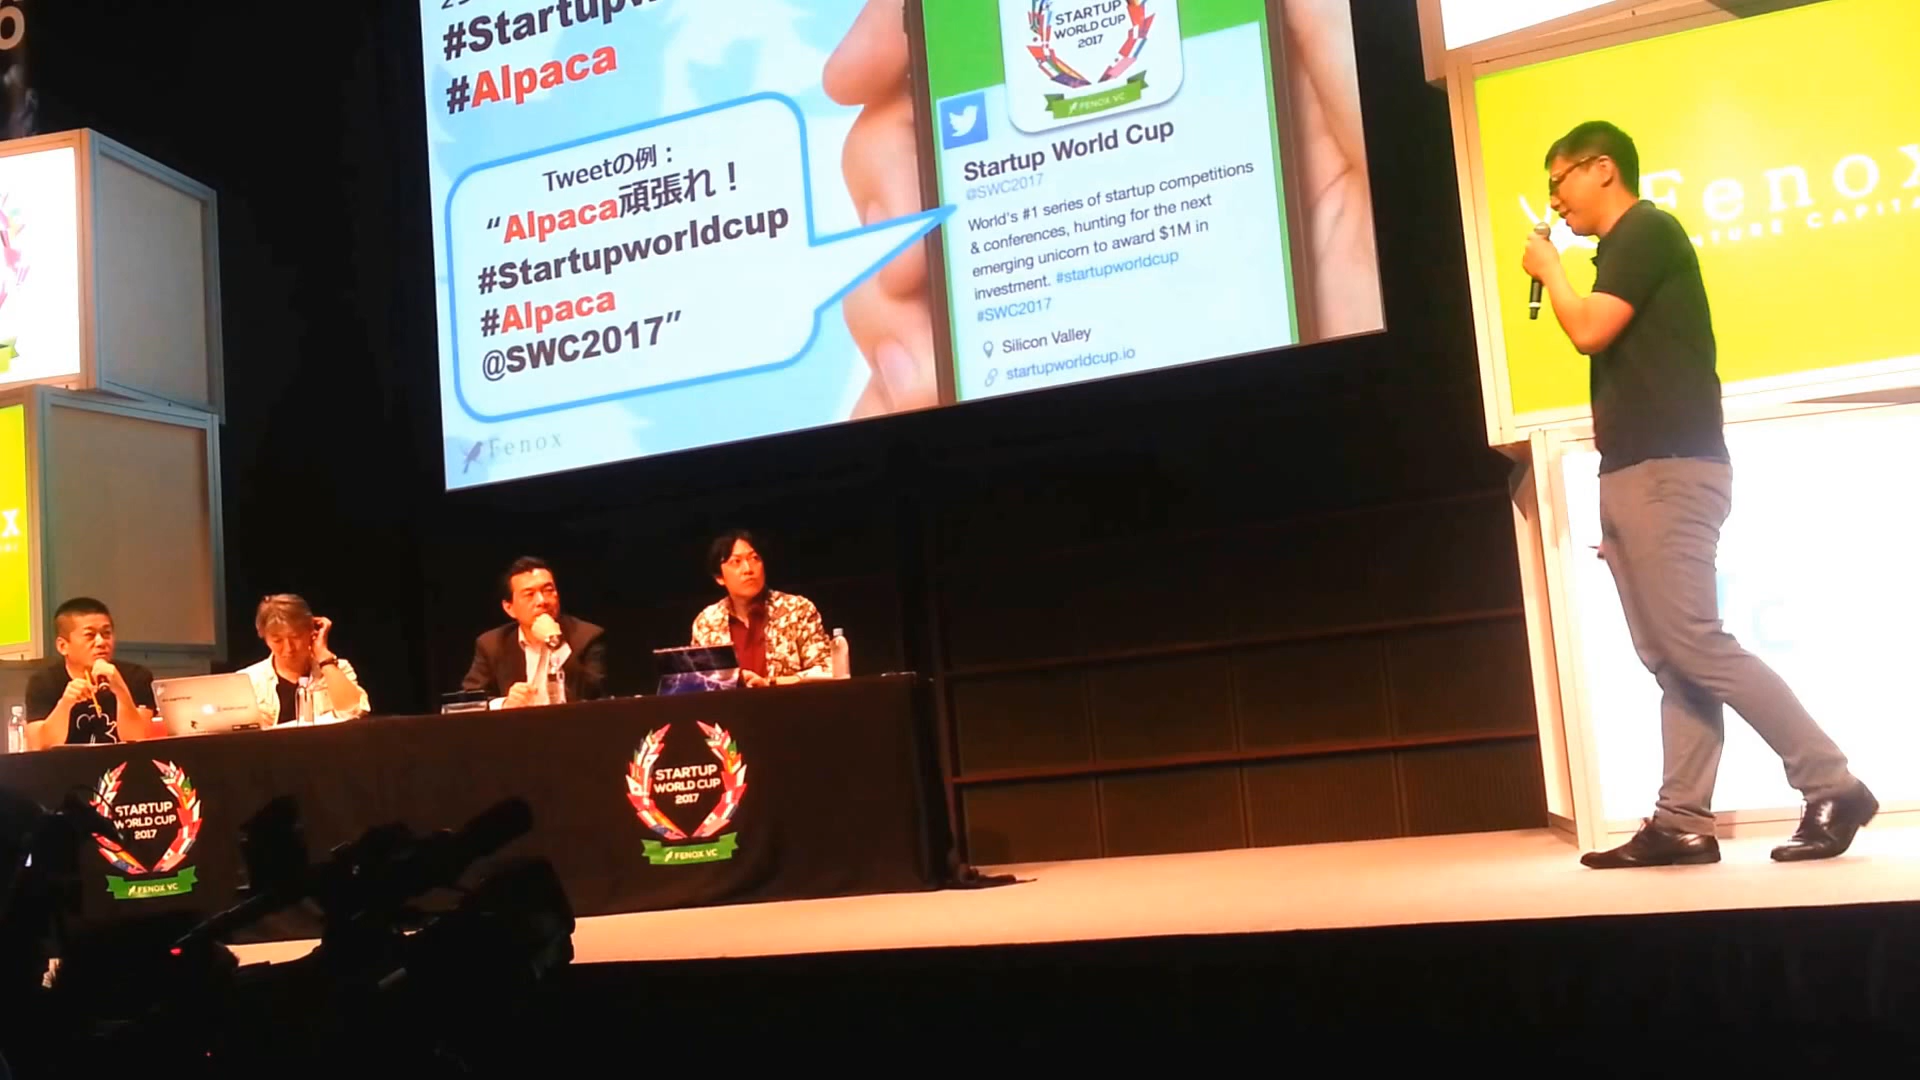 #Startupw
#Alpaca
Tweetの例：
“Alpaca頑張れ！
#Startupworldcup
#Alpaca
@SWC2017”
Fenox
STARTUP
WORLD CUP
2017
FENOX VC
Startup World Cup
@SWC2017
World's #1 series of startup competitions
& conferences, hunting for the next
emerging unicorn to award $1M in
investment. #startupworldcup
#SWC2017
Silicon Valley
startupworldcup.io
Fenox
VENTURE CAPITA
STARTUP
WORLD CUP
2017
FENOX VC
STARTUP
WORLD CUP
2017
FENOX VC